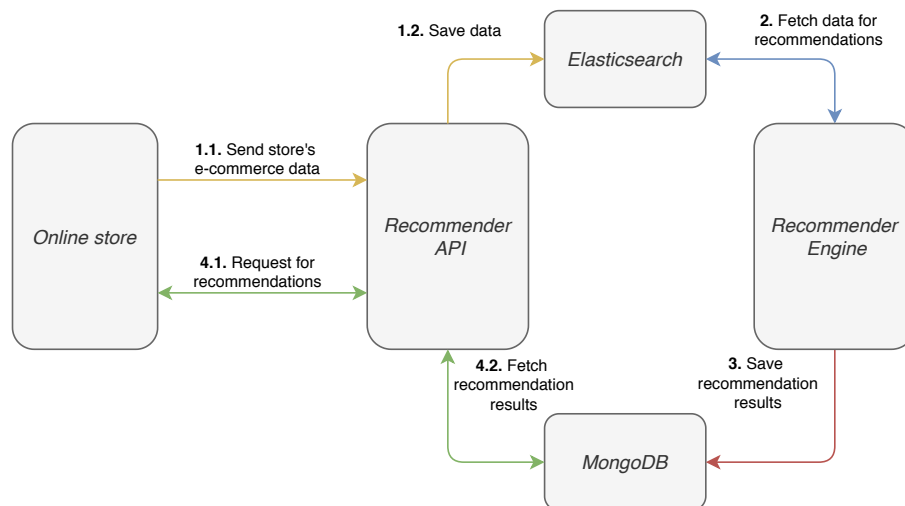 1.2. Save data
Elasticsearch
2. Fetch data for
recommendations
1.1. Send store's
e-commerce data
Online store
Recommender
API
Recommender
Engine
4.1. Request for
recommendations
4.2. Fetch
recommendation
results
3. Save
recommendation
results
MongoDB